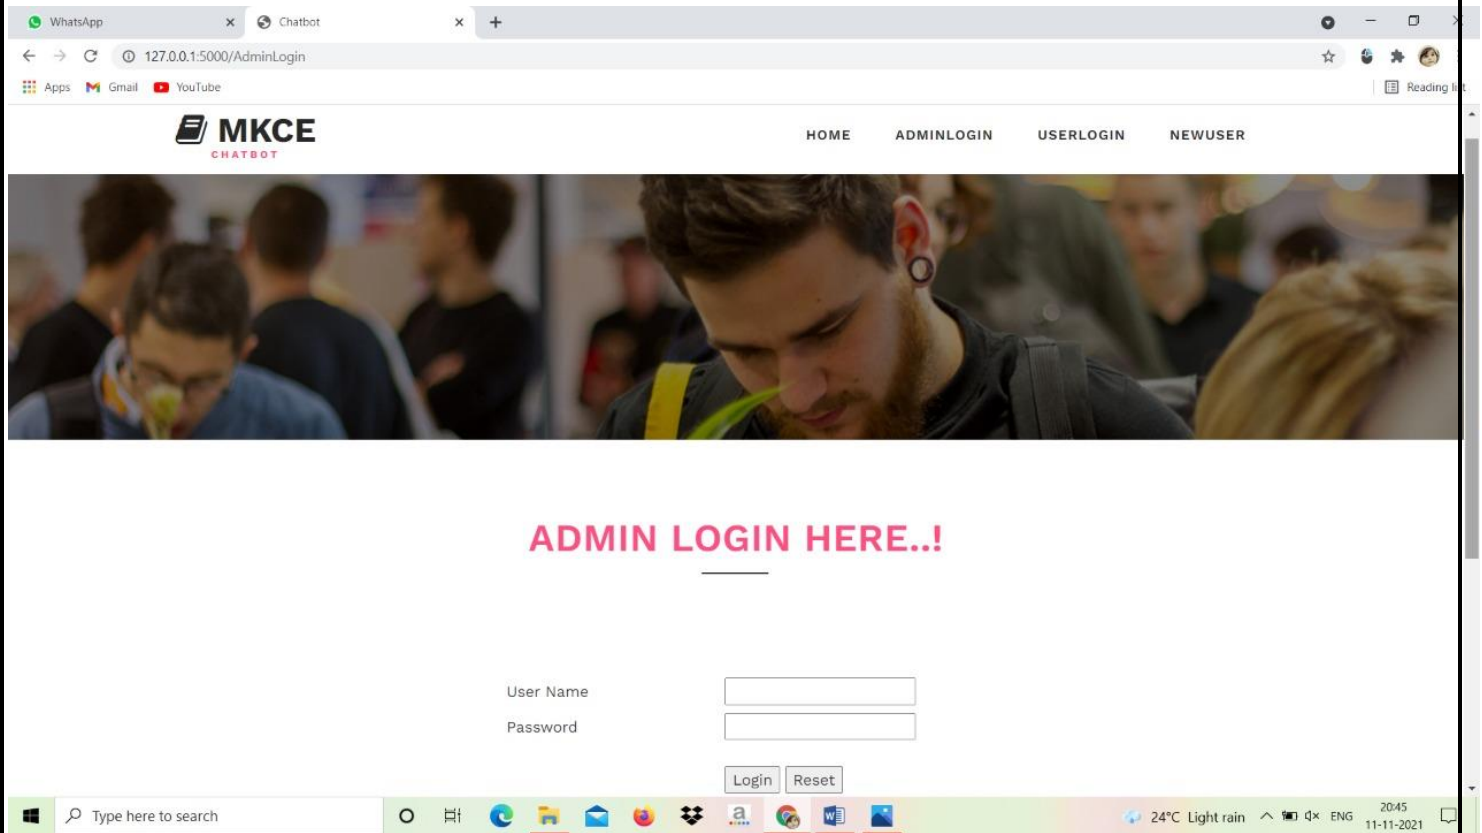 WhatsApp
Chatbot
127.0.0.1:5000/AdminLogin
Apps Gmail YouTube
Reading
MKCE
CHATBOT
HOME ADMINLOGIN USERLOGIN NEWUSER
ADMIN LOGIN HERE..!
User Name
Password
Login Reset
Type here to search
24°C Light rain
ENG
20:45
11-11-2021